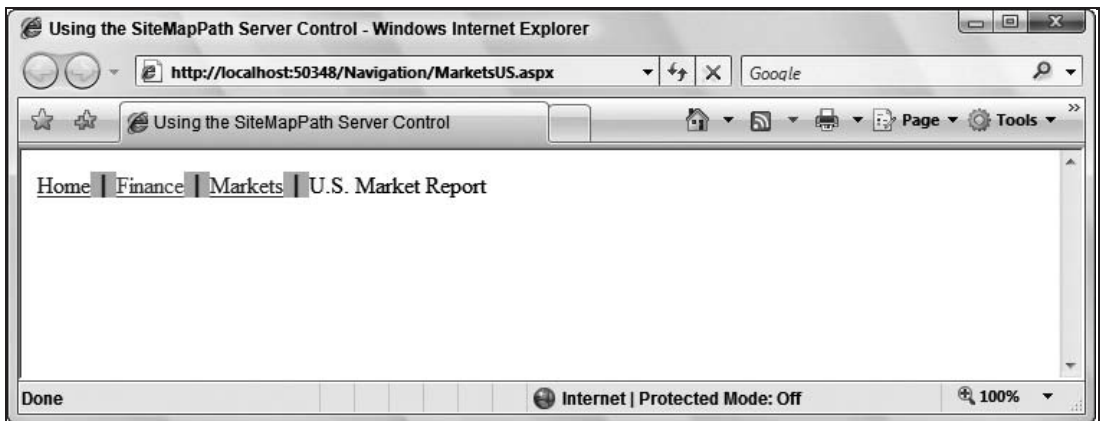 Using the SiteMapPath Server Control - Windows Internet Explorer
http://localhost:50348/Navigation/MarketsUS.aspx Google
Using the SiteMapPath Server Control Page Tools »
Home | Finance | Markets | U.S. Market Report
Done Internet | Protected Mode: Off 100%